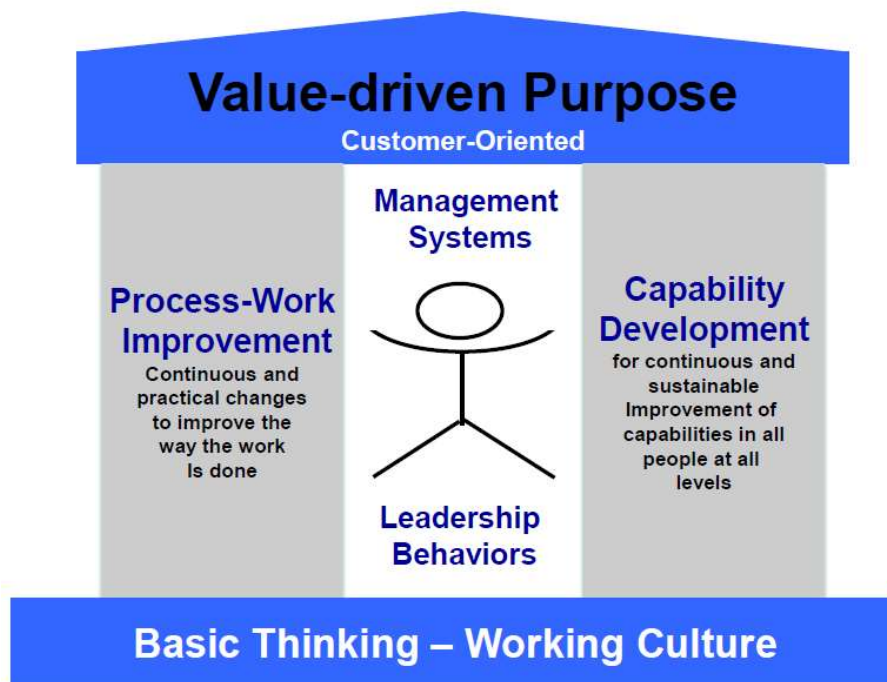 Value-driven Purpose
Customer-Oriented
Process-Work
Improvement
Continuous and
practical changes
to improve the
way the work
Is done
Management
Systems
Leadership
Behaviors
Capability
Development
for continuous and
sustainable
Improvement of
capabilities in all
people at all
levels
Basic Thinking – Working Culture